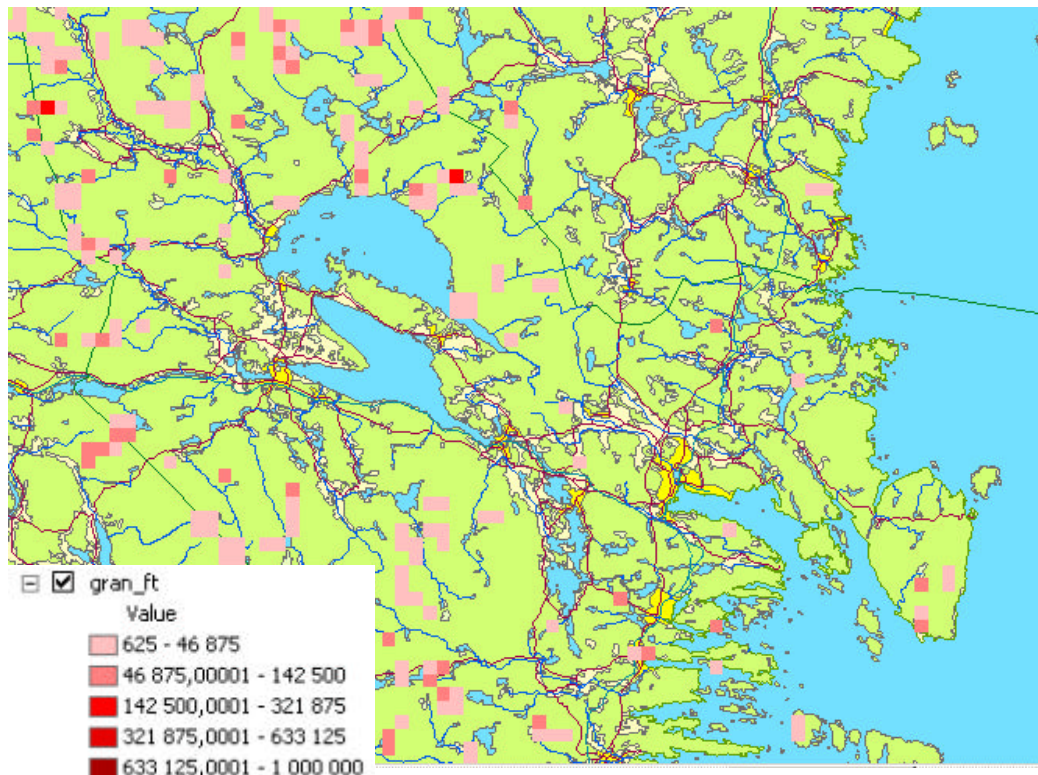 gran_ft
Value
625 - 46 875
46 875,00001 - 142 500
142 500,0001 - 321 875
321 875,0001 - 633 125
633 125,0001 - 1 000 000